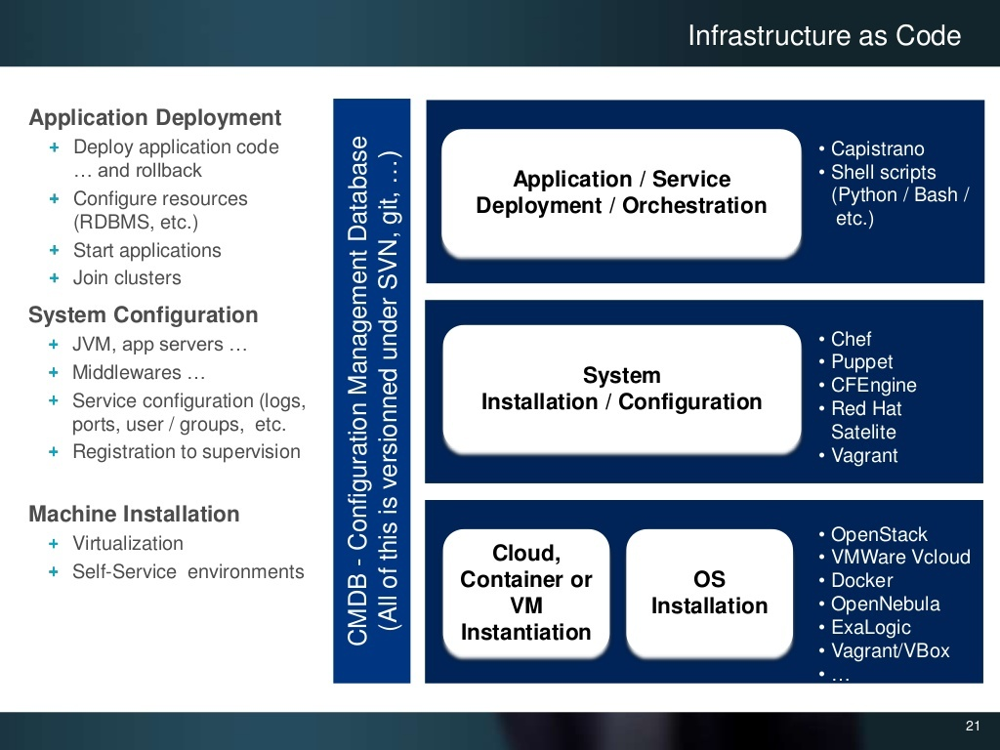 Infrastructure as Code
Application Deployment
+ Deploy application code
… and rollback
+ Configure resources
(RDBMS, etc.)
+ Start applications
+ Join clusters
System Configuration
+ JVM, app servers …
+ Middlewares …
+ Service configuration (logs,
ports, user / groups, etc.
+ Registration to supervision
Machine Installation
+ Virtualization
+ Self-Service environments
CMDB - Configuration Management Database
(All of this is versionned under SVN, git, …)
Application / Service
Deployment / Orchestration
• Capistrano
• Shell scripts
(Python / Bash /
etc.)
System
Installation / Configuration
• Chef
• Puppet
• CFEngine
• Red Hat
Satelite
• Vagrant
Cloud,
Container or
VM
Instantiation
OS
Installation
• OpenStack
• VMWare Vcloud
• Docker
• OpenNebula
• ExaLogic
• Vagrant/VBox
• …
21